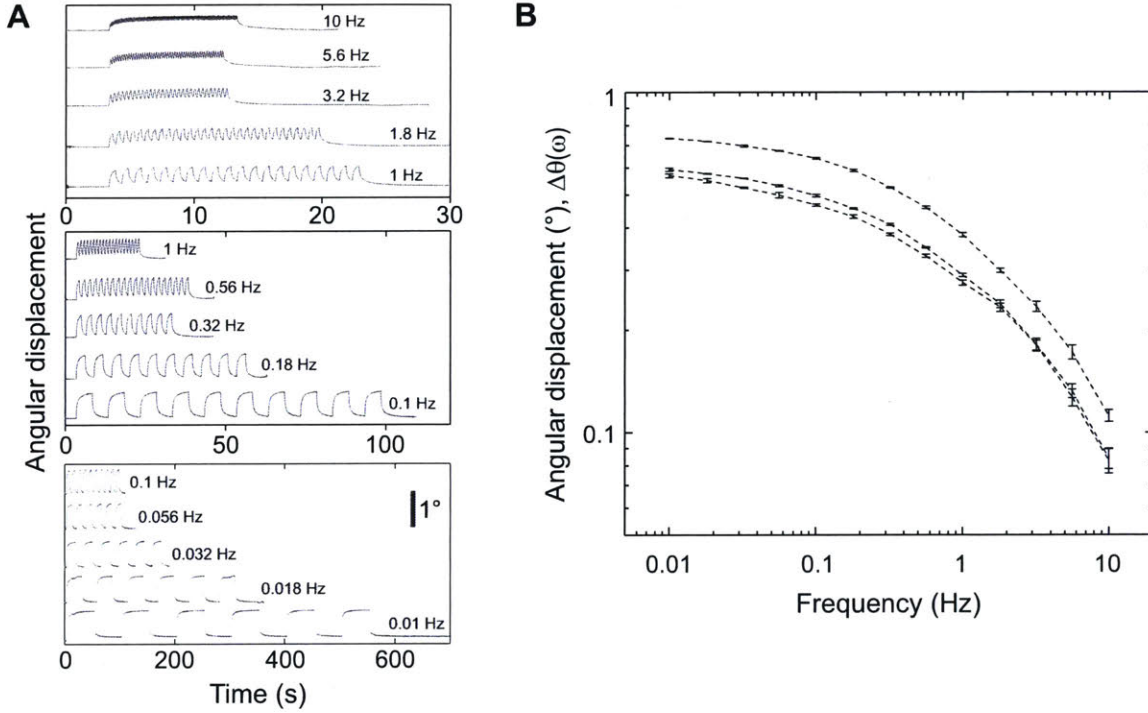 A
10 Hz
5.6 Hz
3.2 Hz
1.8 Hz
1 Hz
0 10 20 30
1 Hz
0.56 Hz
0.32 Hz
0.18 Hz
0.1 Hz
0 50 100
0.1 Hz
1°
0.056 Hz
0.032 Hz
0.018 Hz
0.01 Hz
0 200 400 600
Time (s)
Angular displacement
B
1
0.1
0.01 0.1 1 10
Frequency (Hz)
Angular displacement (°), Δθ(ω)